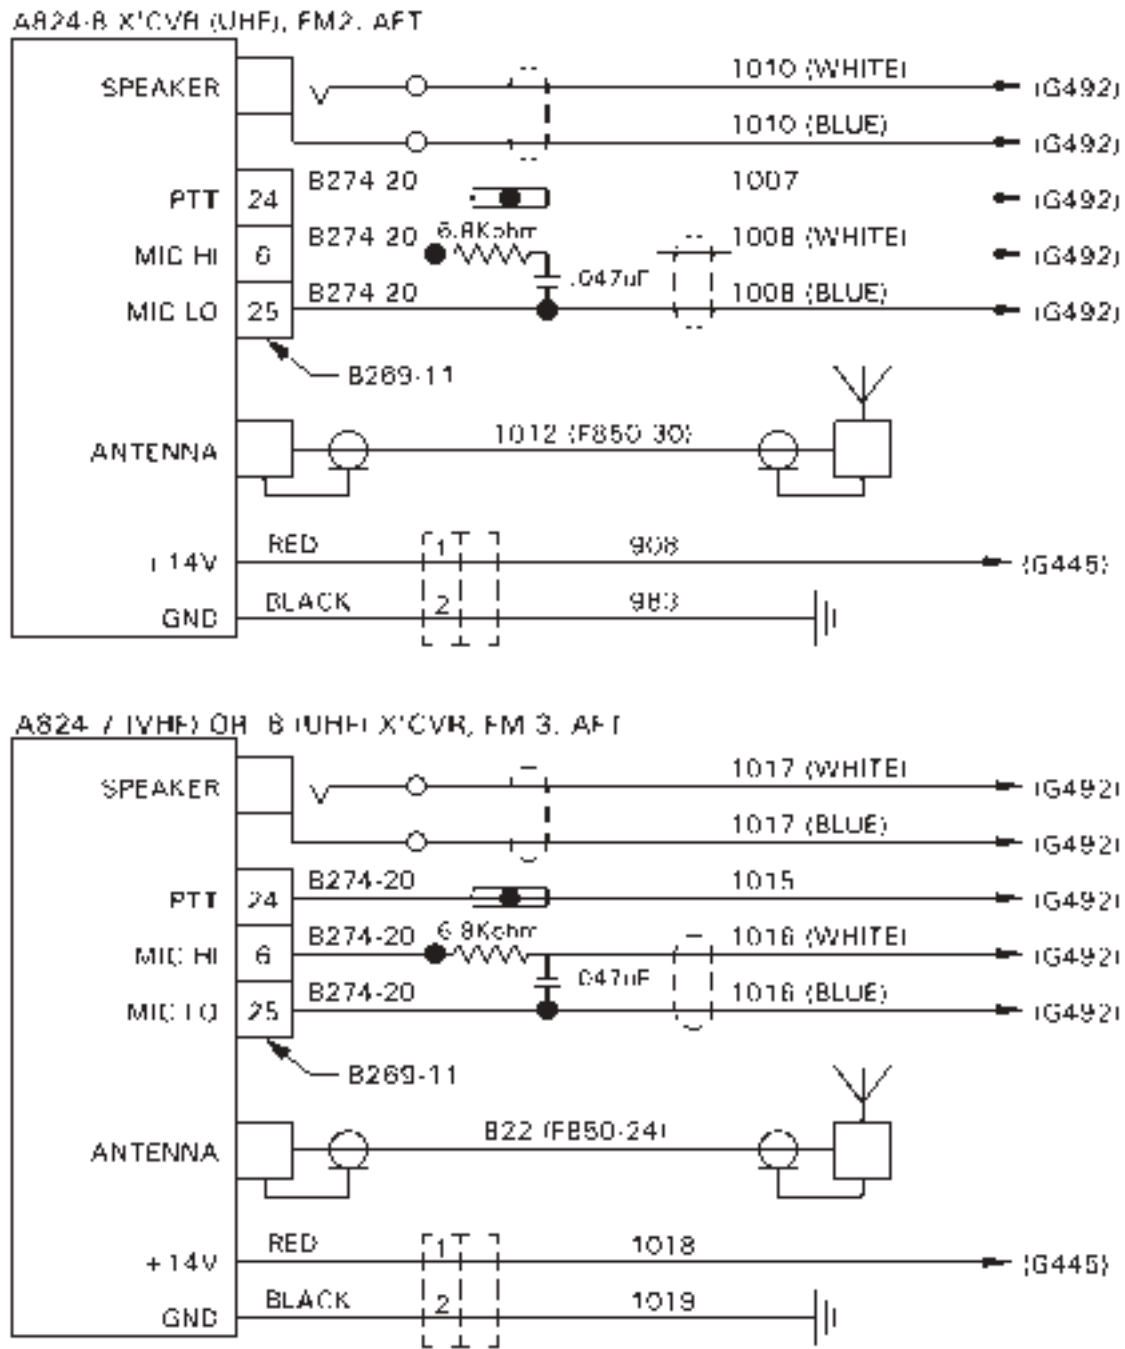 A824-8 X'CVR (UHF), FM2. AFT
SPEAKER
1010 (WHITE)
(G492)
1010 (BLUE)
(G492)
PTT 24 B274 20 1007 (G492)
MIC HI 6 B274 20 6.8Kohm 1008 (WHITE) (G492)
.047uF
MIC LO 25 B274 20 1008 (BLUE) (G492)
B269-11
ANTENNA 1012 (F850 30)
+14V RED 1 908 (G445)
GND BLACK 2 983
A824 7 (VHF) OR 8 (UHF) X'CVR, FM 3. AFT
SPEAKER
1017 (WHITE)
(G492)
1017 (BLUE)
(G492)
PTT 24 B274-20 1015 (G492)
MIC HI 6 B274-20 6 8Kohm 1016 (WHITE) (G492)
047uF
MIC LO 25 B274-20 1016 (BLUE) (G492)
B269-11
ANTENNA 822 (F850-24)
+14V RED 1 1018 (G445)
GND BLACK 2 1019